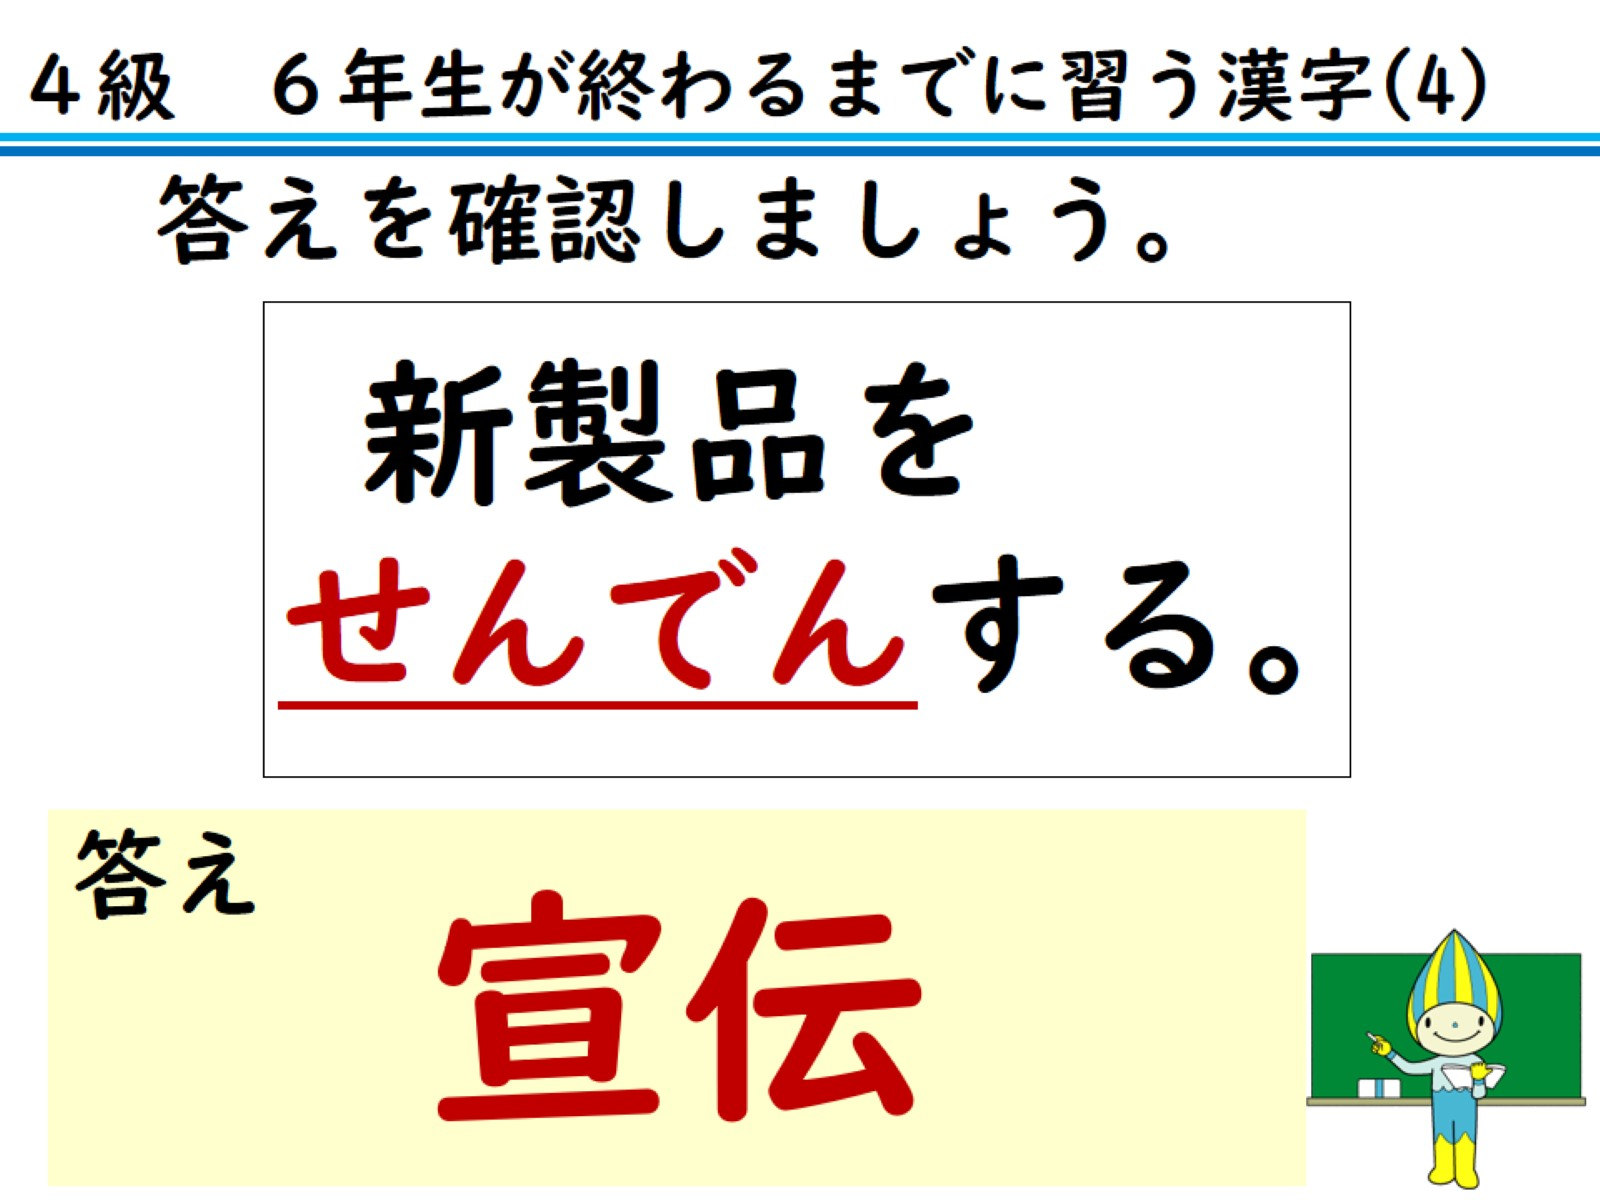 ４級　６年生が終わるまでに習う漢字(4)
答えを確認しましょう。
新製品を
せんでんする。
答え
宣伝